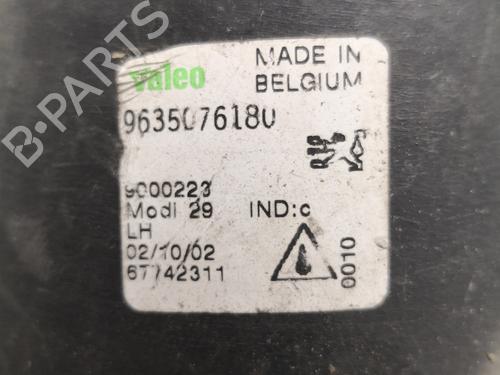 B-PARTS
valeo
MADE IN
BELGIUM
9635076180
9000223
Modi 29
IND:c
LH
02/10/02
67742311
0010